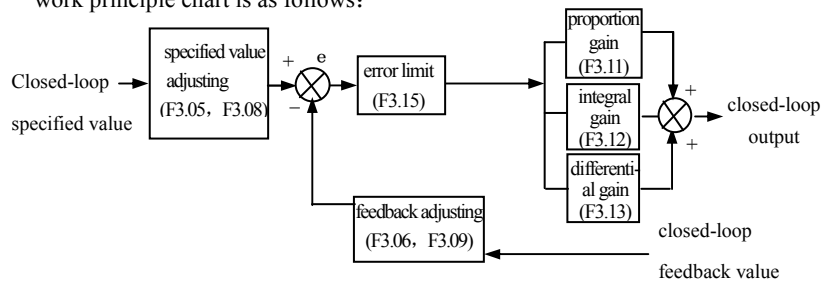 work principle chart is as follows:
Closed-loop
specified value
specified value
adjusting
(F3.05，F3.08)
+
−
e
error limit
(F3.15)
proportion
gain
(F3.11)
integral
gain
(F3.12)
differenti-
al gain
(F3.13)
+
+
closed-loop
output
feedback adjusting
(F3.06，F3.09)
closed-loop
feedback value